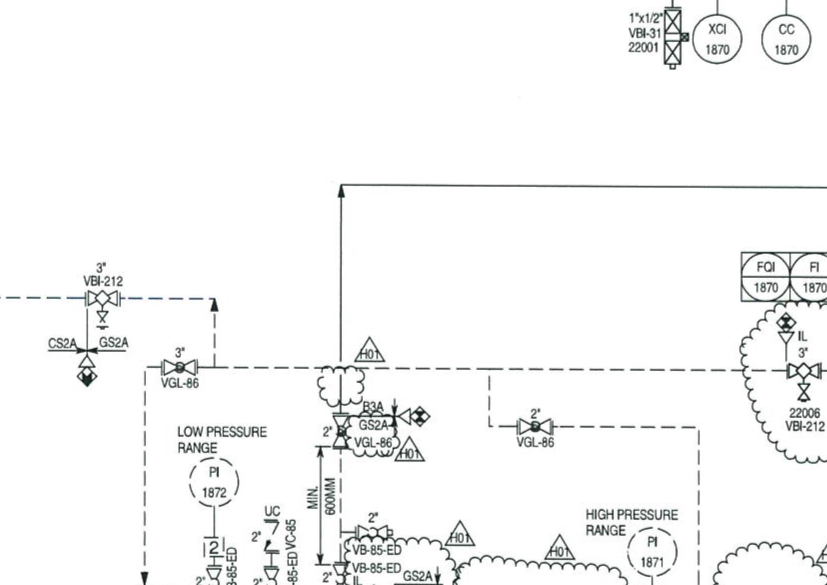 1"x1/2"
VBI-31
22001
XCI
1870
CC
1870
FQI
1870
FI
1870
3"
VBI-212
CS2A
GS2A
3"
VGL-86
H01
IL
3"
22006
VBI-212
B3A
GS2A
2"
VGL-86
H01
2"
VGL-86
LOW PRESSURE
RANGE
PI
1872
MIN.
600MM
UC
2"
VC-85
85-ED
2
2"
B-85-ED
2"
2"
VB-85-ED
VB-85-ED
2"
IL
GS2A
H01
H01
HIGH PRESSURE
RANGE
PI
1871